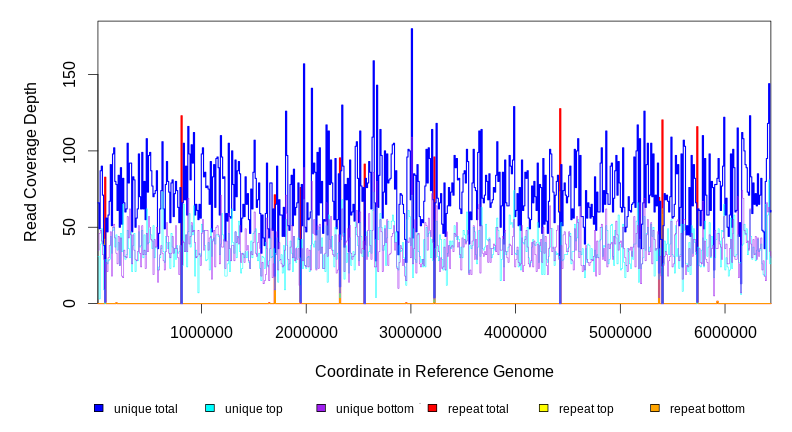 150
100
50
0
Read Coverage Depth
1000000 2000000 3000000 4000000 5000000 6000000
Coordinate in Reference Genome
unique total unique top unique bottom repeat total repeat top repeat bottom